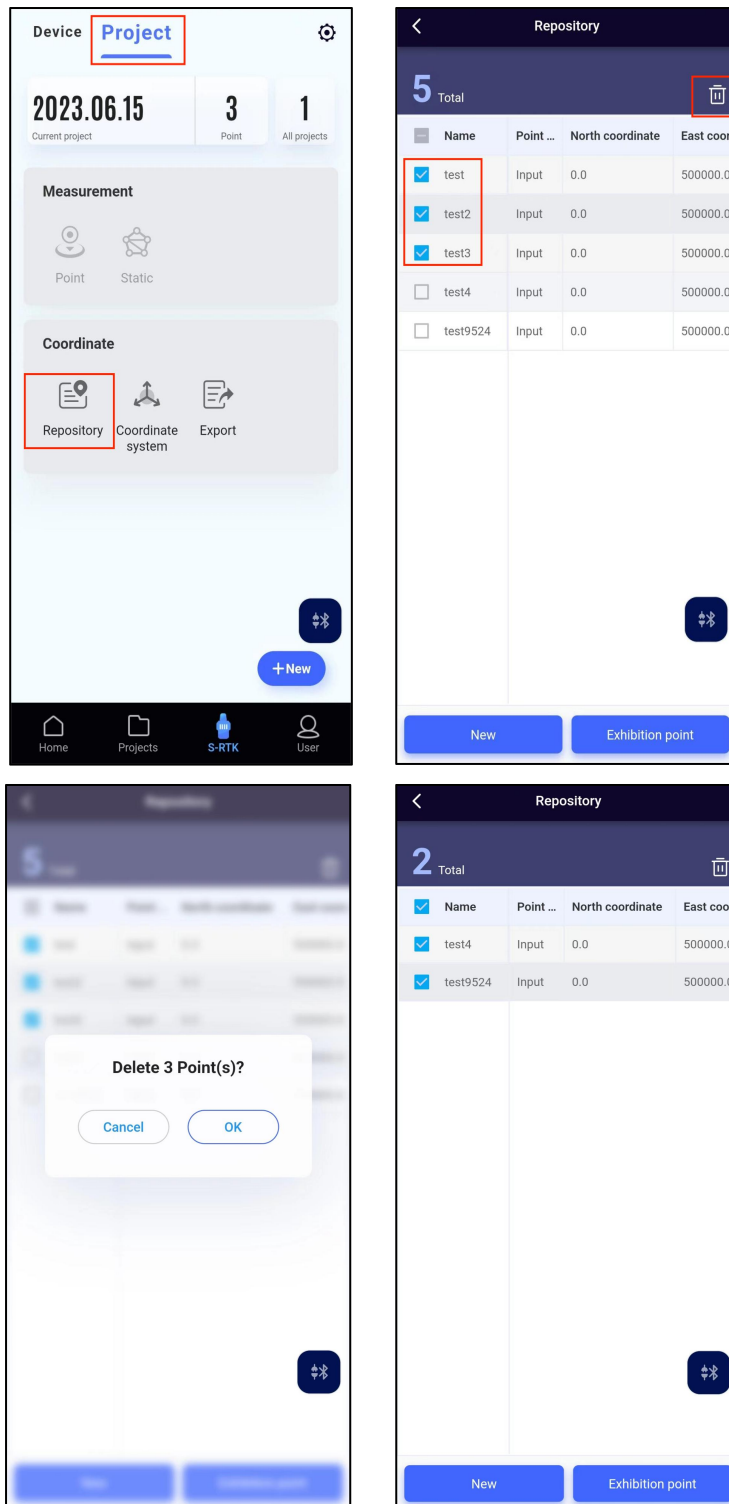 Device Project
2023.06.15
Current project
3
Point
1
All projects
Measurement
Point Static
Coordinate
Repository Coordinate system Export
+New
Home Projects S-RTK User
Repository
5 Total
Name Point ... North coordinate East coor
test Input 0.0 500000.0
test2 Input 0.0 500000.0
test3 Input 0.0 500000.0
test4 Input 0.0 500000.0
test9524 Input 0.0 500000.0
New Exhibition point
Repository
5
Delete 3 Point(s)?
Cancel OK
Repository
2 Total
Name Point ... North coordinate East coo
test4 Input 0.0 500000.0
test9524 Input 0.0 500000.0
New Exhibition point